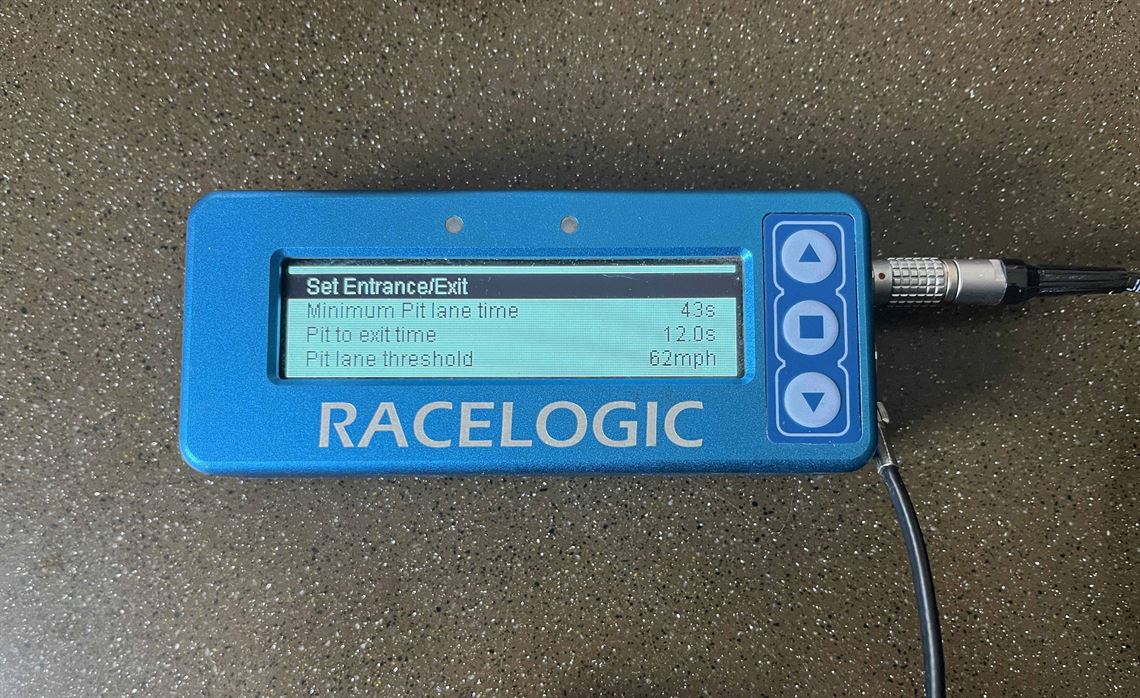 Set Entrance/Exit
Minimum Pit lane time 43s
Pit to exit time 12.0s
Pit lane threshold 62mph
RACELOGIC